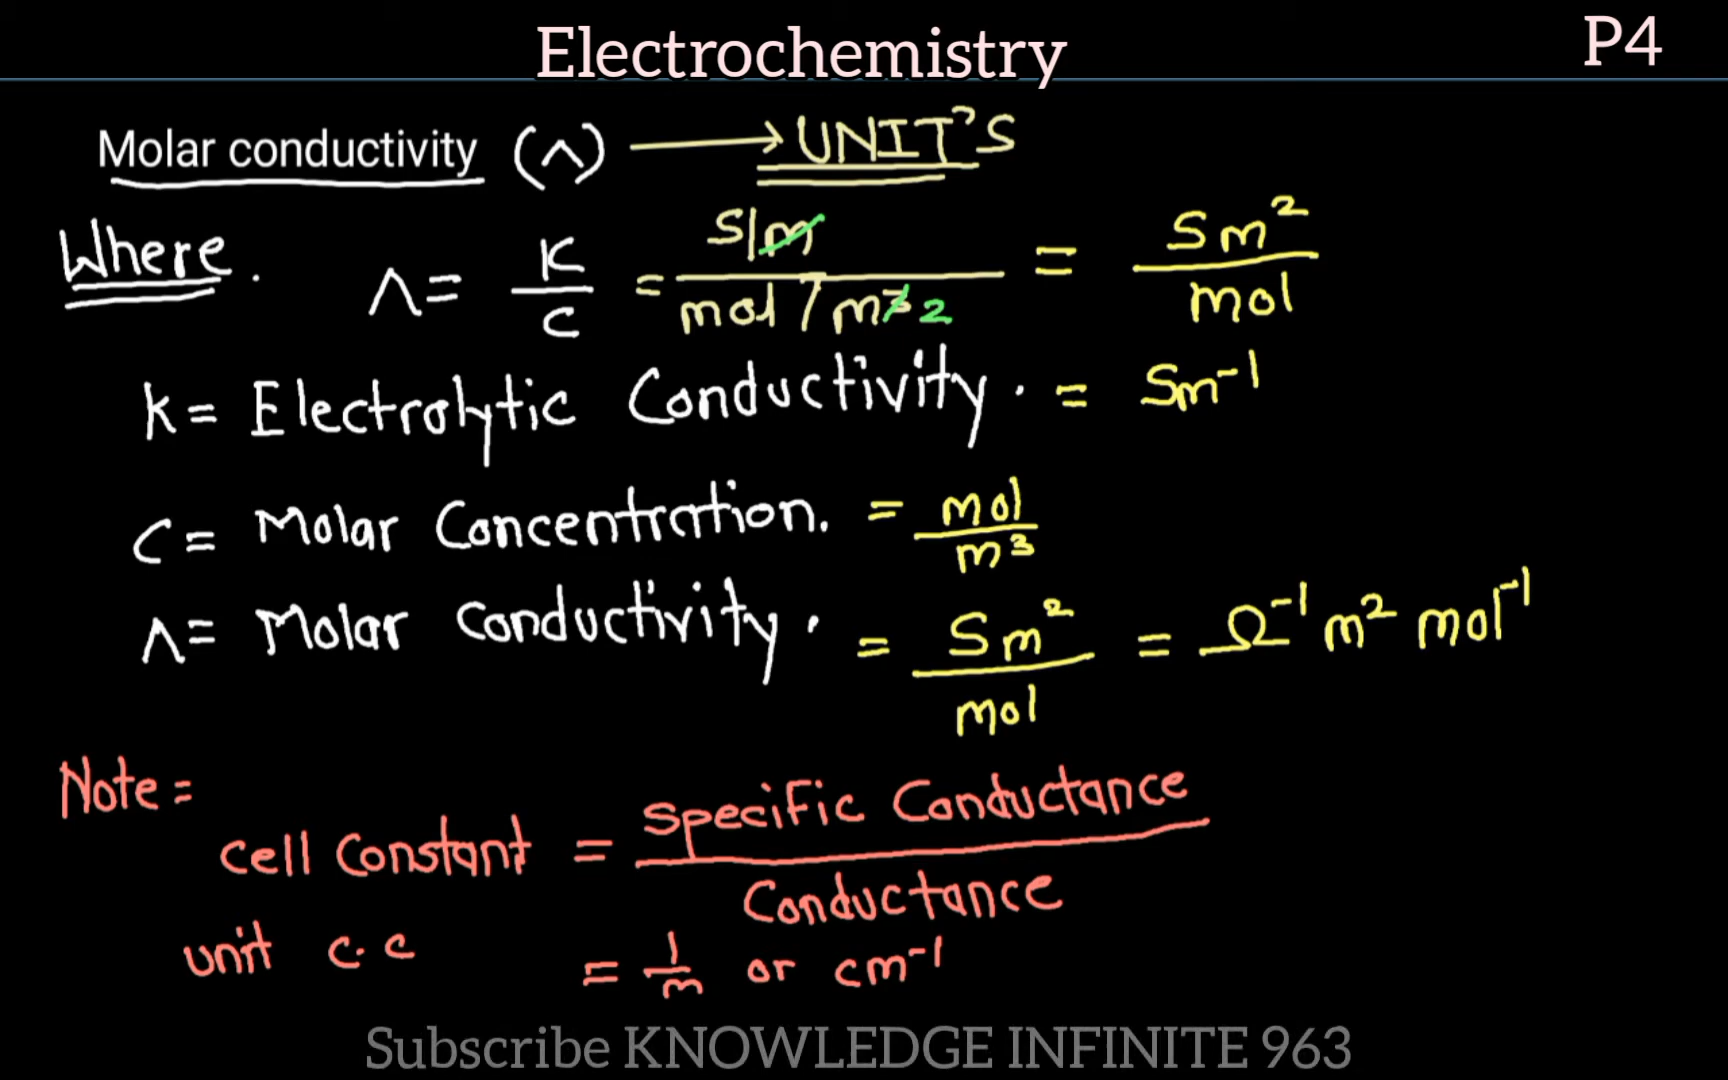 Electrochemistry
P4
Molar conductivity (Λ) → UNIT'S
Where. Λ = K/C = S/m / mol/m³ 2 = Sm²/mol
K = Electrolytic Conductivity. = Sm⁻¹
C = Molar Concentration. = mol/m³
Λ = Molar Conductivity. = Sm²/mol = Ω⁻¹ m² mol⁻¹
Note =
Cell Constant = Specific Conductance / Conductance
unit C.C = 1/m or cm⁻¹
Subscribe KNOWLEDGE INFINITE 963